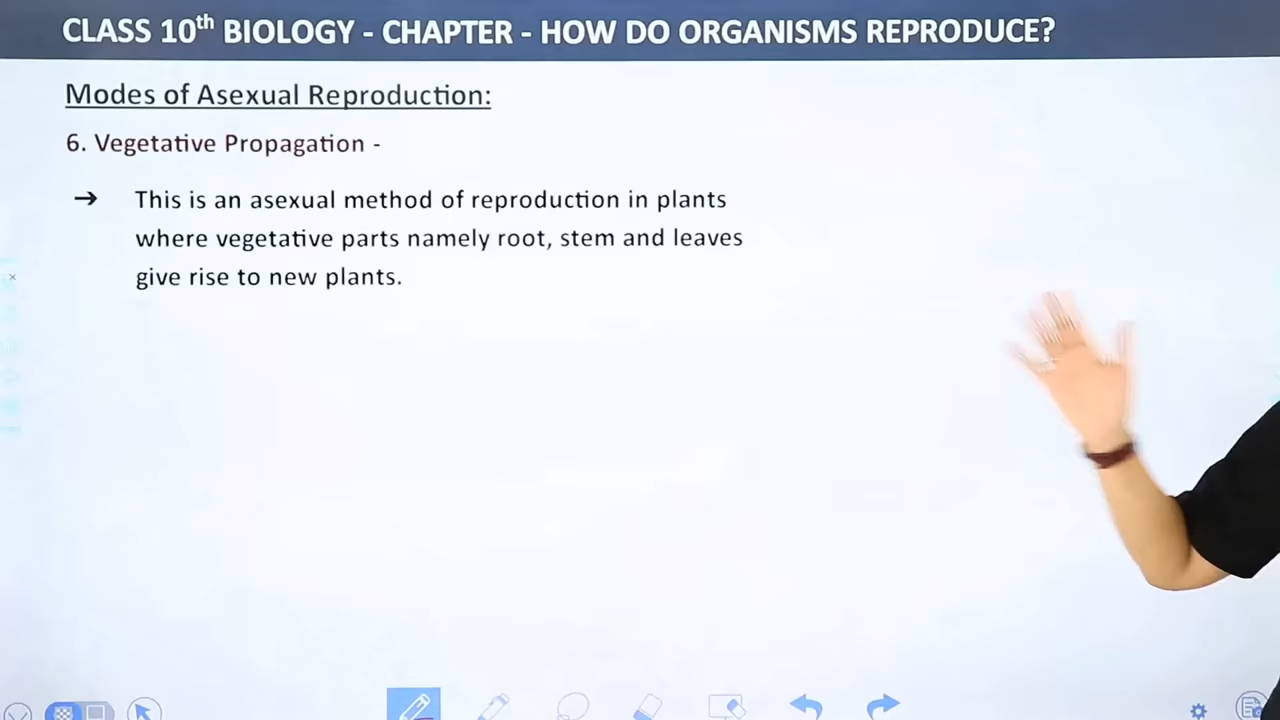 CLASS 10th BIOLOGY - CHAPTER - HOW DO ORGANISMS REPRODUCE?
Modes of Asexual Reproduction:
6. Vegetative Propagation -
→ This is an asexual method of reproduction in plants
where vegetative parts namely root, stem and leaves
give rise to new plants.